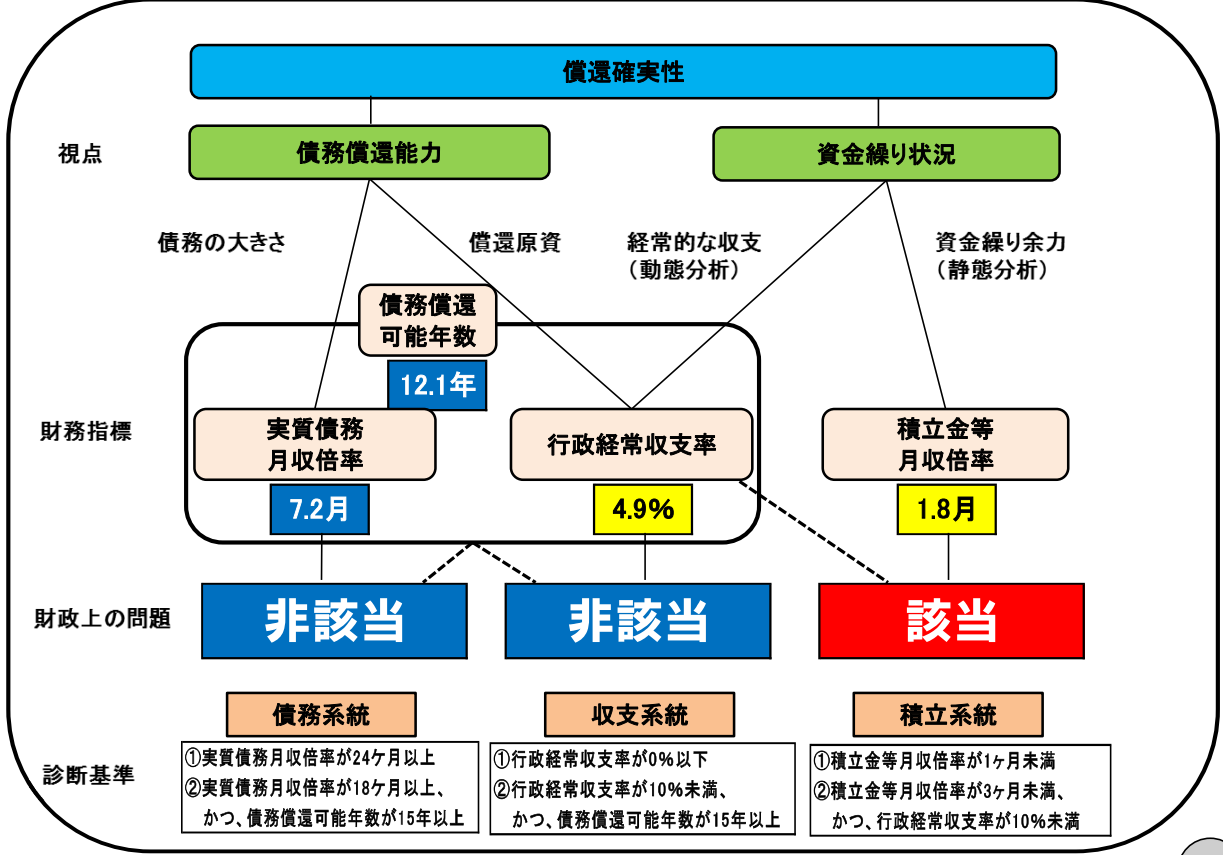 償還確実性
視点
債務償還能力
資金繰り状況
債務の大きさ
償還原資
経常的な収支
（動態分析）
資金繰り余力
（静態分析）
債務償還
可能年数
12.1年
財務指標
実質債務
月収倍率
行政経常収支率
積立金等
月収倍率
7.2月
4.9%
1.8月
財政上の問題
非該当
非該当
該当
債務系統
収支系統
積立系統
診断基準
①実質債務月収倍率が24ケ月以上
②実質債務月収倍率が18ケ月以上、
かつ、債務償還可能年数が15年以上
①行政経常収支率が0%以下
②行政経常収支率が10%未満、
かつ、債務償還可能年数が15年以上
①積立金等月収倍率が1ヶ月未満
②積立金等月収倍率が3ヶ月未満、
かつ、行政経常収支率が10%未満